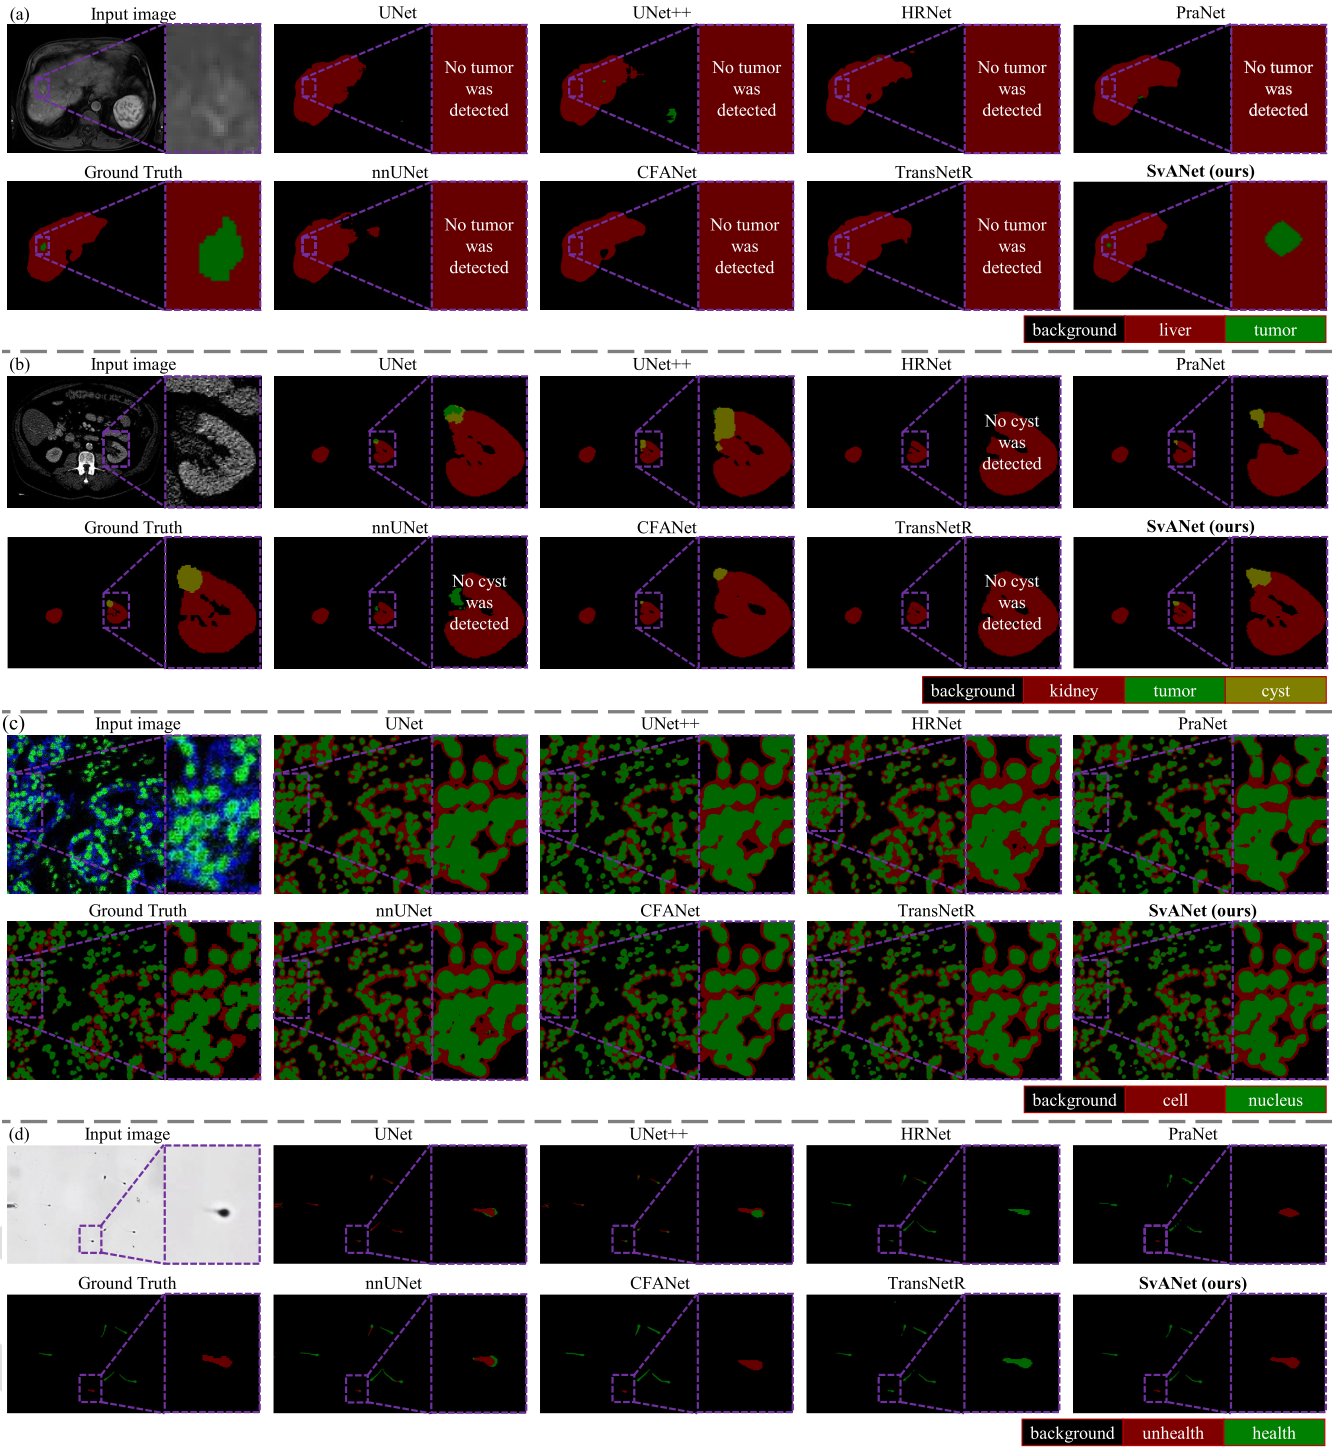 (a)
Input image
UNet
UNet++
HRNet
PraNet
No tumor
was
detected
No tumor
was
detected
No tumor
was
detected
No tumor
was
detected
Ground Truth
nnUNet
CFANet
TransNetR
SvANet (ours)
No tumor
was
detected
No tumor
was
detected
No tumor
was
detected
background
liver
tumor
(b)
Input image
UNet
UNet++
HRNet
PraNet
No cyst
was
detected
Ground Truth
nnUNet
CFANet
TransNetR
SvANet (ours)
No cyst
was
detected
No cyst
was
detected
background
kidney
tumor
cyst
(c)
Input image
UNet
UNet++
HRNet
PraNet
Ground Truth
nnUNet
CFANet
TransNetR
SvANet (ours)
background
cell
nucleus
(d)
Input image
UNet
UNet++
HRNet
PraNet
Ground Truth
nnUNet
CFANet
TransNetR
SvANet (ours)
background
unhealth
health